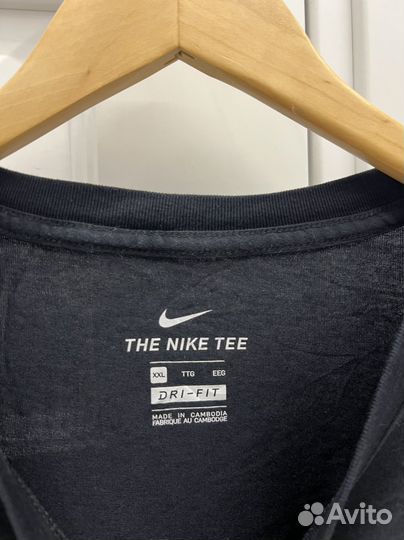 THE NIKE TEE
XXL TTG EEG
DRI-FIT
MADE IN CAMBODIA
FABRIQUÉ AU CAMBODGE
Avito